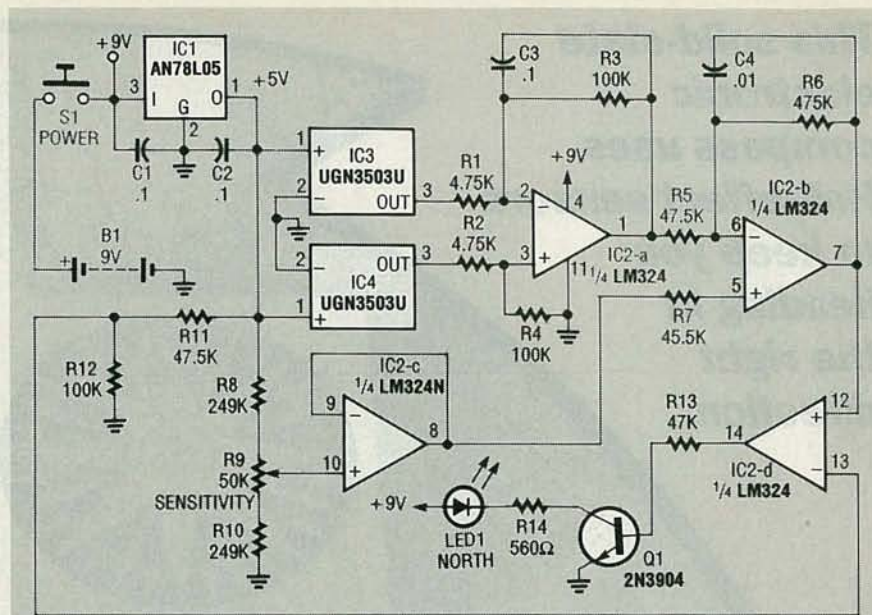 +9V
IC1
AN78L05
+5V
3
I
O
1
G
2
S1
POWER
C1
.1
C2
.1
B1
9V
+
1
+
IC3
UGN3503U
2
−
OUT
3
R1
4.75K
IC4
UGN3503U
−
OUT
3
R2
4.75K
1
+
C3
.1
R3
100K
+9V
2
−
4
3
+
1
11
IC2-a
1/4 LM324
R4
100K
C4
.01
R6
475K
R5
47.5K
6
−
IC2-b
1/4 LM324
7
5
+
R7
45.5K
R11
47.5K
R12
100K
R8
249K
R9
50K
SENSITIVITY
R10
249K
IC2-c
1/4 LM324N
9
−
8
10
+
+9V
LED1
NORTH
R14
560Ω
Q1
2N3904
R13
47K
14
12
+
−
13
IC2-d
1/4 LM324